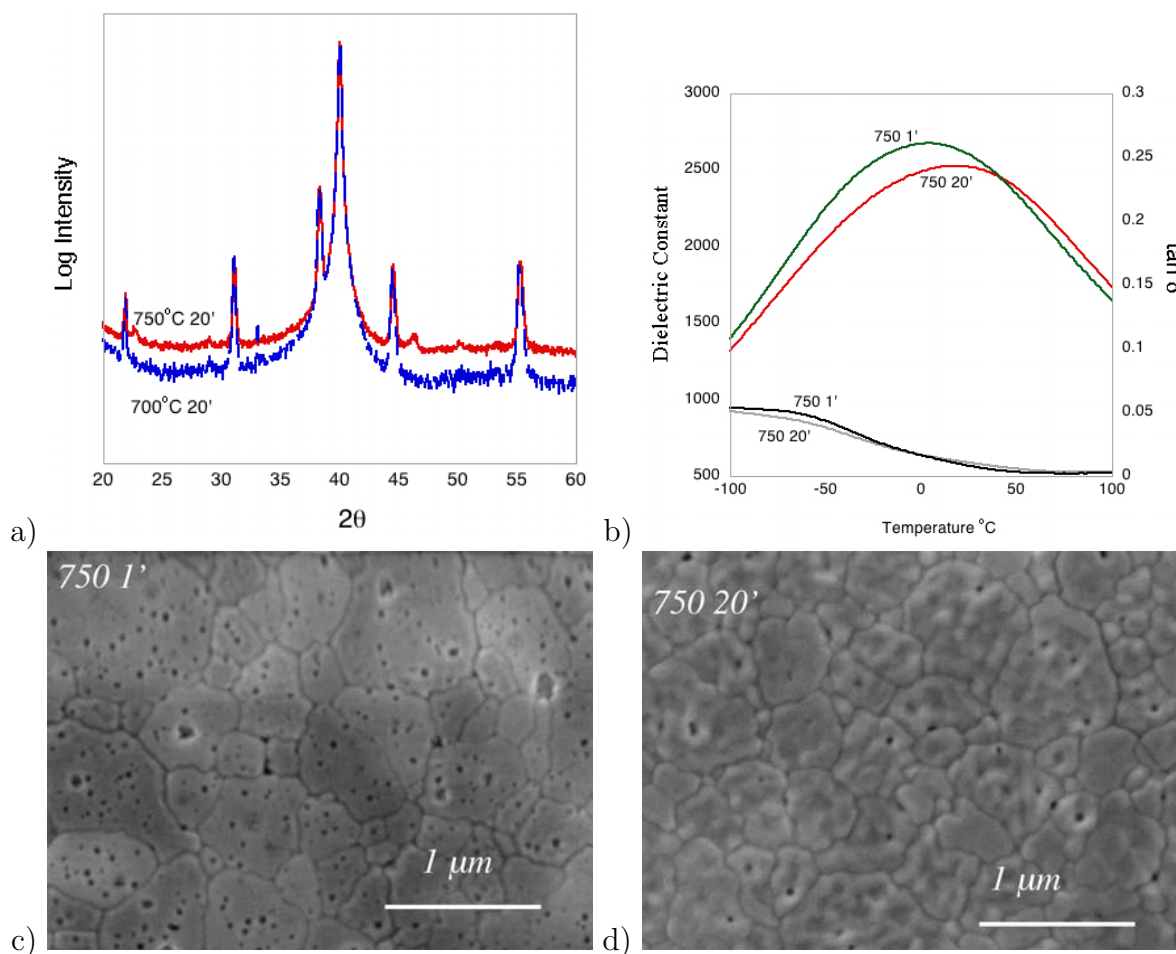 Log Intensity
750°C 20'
700°C 20'
20 25 30 35 40 45 50 55 60
2θ
a)
3000
2500
2000
1500
1000
500
Dielectric Constant
0.3
0.25
0.2
0.15
0.1
0.05
0
tan δ
750 1'
750 20'
750 1'
750 20'
-100 -50 0 50 100
Temperature °C
b)
750 1’
1 μm
c)
750 20’
1 μm
d)